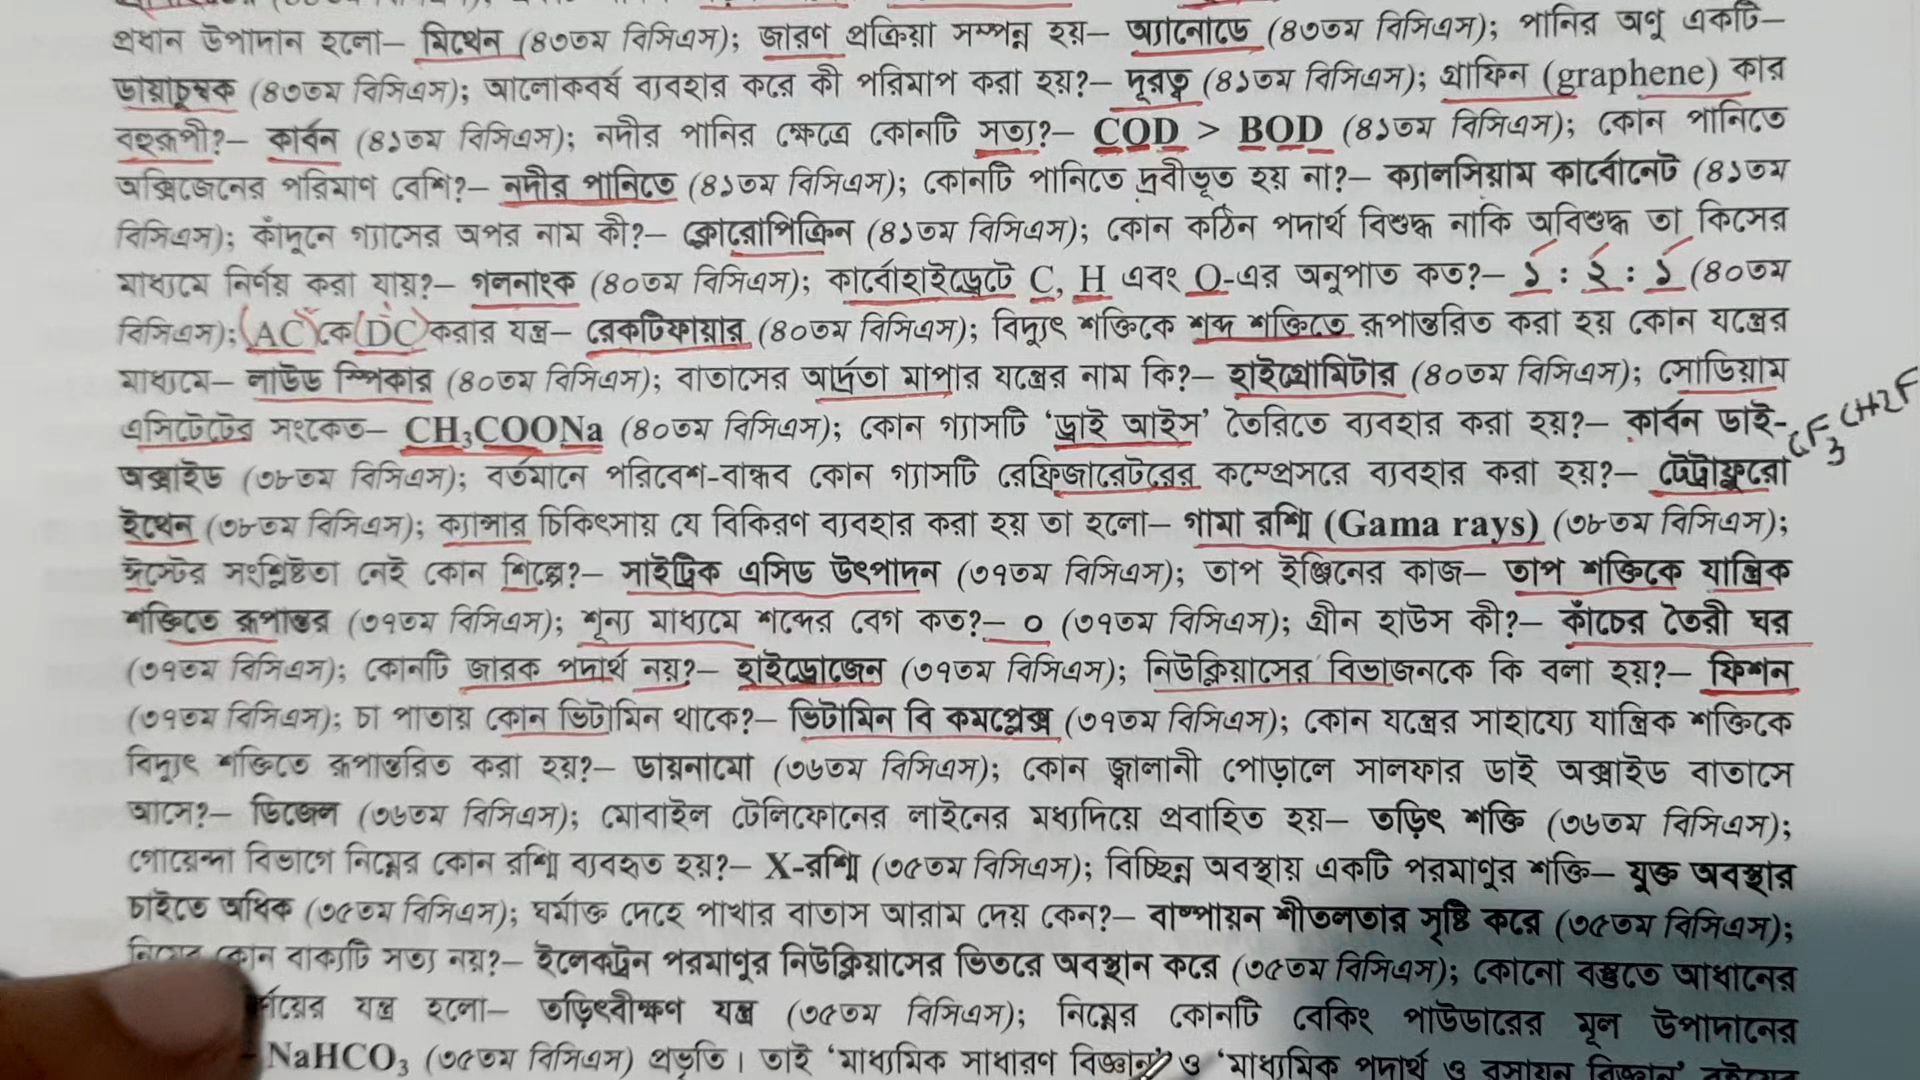 প্রধান উপাদান হলো– মিথেন (৪৩তম বিসিএস); জারণ প্রক্রিয়া সম্পন্ন হয়– অ্যানোডে (৪৩তম বিসিএস); পানির অণু একটি–
ডায়াচুম্বক (৪৩তম বিসিএস); আলোকবর্ষ ব্যবহার করে কী পরিমাপ করা হয়?– দূরত্ব (৪১তম বিসিএস); গ্রাফিন (graphene) কার
বহুরূপী?– কার্বন (৪১তম বিসিএস); নদীর পানির ক্ষেত্রে কোনটি সত্য?– COD > BOD (৪১তম বিসিএস); কোন পানিতে
অক্সিজেনের পরিমাণ বেশি?– নদীর পানিতে (৪১তম বিসিএস); কোনটি পানিতে দ্রবীভূত হয় না?– ক্যালসিয়াম কার্বোনেট (৪১তম
বিসিএস); কাঁদুনে গ্যাসের অপর নাম কী?– ক্লোরোপিক্রিন (৪১তম বিসিএস); কোন কঠিন পদার্থ বিশুদ্ধ নাকি অবিশুদ্ধ তা কিসের
মাধ্যমে নির্ণয় করা যায়?– গলনাংক (৪০তম বিসিএস); কার্বোহাইড্রেটে C, H এবং O-এর অনুপাত কত?– ১ : ২ : ১ (৪০তম
বিসিএস); AC কে DC করার যন্ত্র– রেকটিফায়ার (৪০তম বিসিএস); বিদ্যুৎ শক্তিকে শব্দ শক্তিতে রূপান্তরিত করা হয় কোন যন্ত্রের
মাধ্যমে– লাউড স্পিকার (৪০তম বিসিএস); বাতাসের আর্দ্রতা মাপার যন্ত্রের নাম কি?– হাইগ্রোমিটার (৪০তম বিসিএস); সোডিয়াম
এসিটেটের সংকেত– CH₃COONa (৪০তম বিসিএস); কোন গ্যাসটি ‘ড্রাই আইস’ তৈরিতে ব্যবহার করা হয়?– কার্বন ডাই-
CF₃CH2F
অক্সাইড (৩৮তম বিসিএস); বর্তমানে পরিবেশ-বান্ধব কোন গ্যাসটি রেফ্রিজারেটরের কম্প্রেসরে ব্যবহার করা হয়?– টেট্রাফ্লুরো
ইথেন (৩৮তম বিসিএস); ক্যান্সার চিকিৎসায় যে বিকিরণ ব্যবহার করা হয় তা হলো– গামা রশ্মি (Gama rays) (৩৮তম বিসিএস);
ঈস্টের সংশ্লিষ্টতা নেই কোন শিল্পে?– সাইট্রিক এসিড উৎপাদন (৩৭তম বিসিএস); তাপ ইঞ্জিনের কাজ– তাপ শক্তিকে যান্ত্রিক
শক্তিতে রূপান্তর (৩৭তম বিসিএস); শূন্য মাধ্যমে শব্দের বেগ কত?– ০ (৩৭তম বিসিএস); গ্রীন হাউস কী?– কাঁচের তৈরী ঘর
(৩৭তম বিসিএস); কোনটি জারক পদার্থ নয়?– হাইড্রোজেন (৩৭তম বিসিএস); নিউক্লিয়াসের বিভাজনকে কি বলা হয়?– ফিশন
(৩৭তম বিসিএস); চা পাতায় কোন ভিটামিন থাকে?– ভিটামিন বি কমপ্লেক্স (৩৭তম বিসিএস); কোন যন্ত্রের সাহায্যে যান্ত্রিক শক্তিকে
বিদ্যুৎ শক্তিতে রূপান্তরিত করা হয়?– ডায়নামো (৩৬তম বিসিএস); কোন জ্বালানী পোড়ালে সালফার ডাই অক্সাইড বাতাসে
আসে?– ডিজেল (৩৬তম বিসিএস); মোবাইল টেলিফোনের লাইনের মধ্যদিয়ে প্রবাহিত হয়– তড়িৎ শক্তি (৩৬তম বিসিএস);
গোয়েন্দা বিভাগে নিম্নের কোন রশ্মি ব্যবহৃত হয়?– X-রশ্মি (৩৫তম বিসিএস); বিচ্ছিন্ন অবস্থায় একটি পরমাণুর শক্তি– যুক্ত অবস্থার
চাইতে অধিক (৩৫তম বিসিএস); ঘর্মাক্ত দেহে পাখার বাতাস আরাম দেয় কেন?– বাষ্পায়ন শীতলতার সৃষ্টি করে (৩৫তম বিসিএস);
নিম্নের কোন বাক্যটি সত্য নয়?– ইলেকট্রন পরমাণুর নিউক্লিয়াসের ভিতরে অবস্থান করে (৩৫তম বিসিএস); কোনো বস্তুতে আধানের
যন্ত্র হলো– তড়িৎবীক্ষণ যন্ত্র (৩৫তম বিসিএস); নিম্নের কোনটি বেকিং পাউডারের মূল উপাদানের
NaHCO₃ (৩৫তম বিসিএস) প্রভৃতি। তাই ‘মাধ্যমিক সাধারণ বিজ্ঞান’ ও ‘মাধ্যমিক পদার্থ ও রসায়ন বিজ্ঞান’ বইয়ের